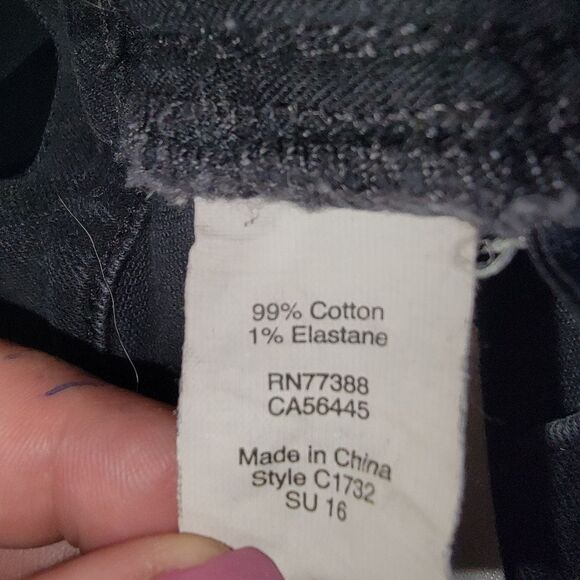 99% Cotton
1% Elastane
RN77388
CA56445
Made in China
Style C1732
SU 16